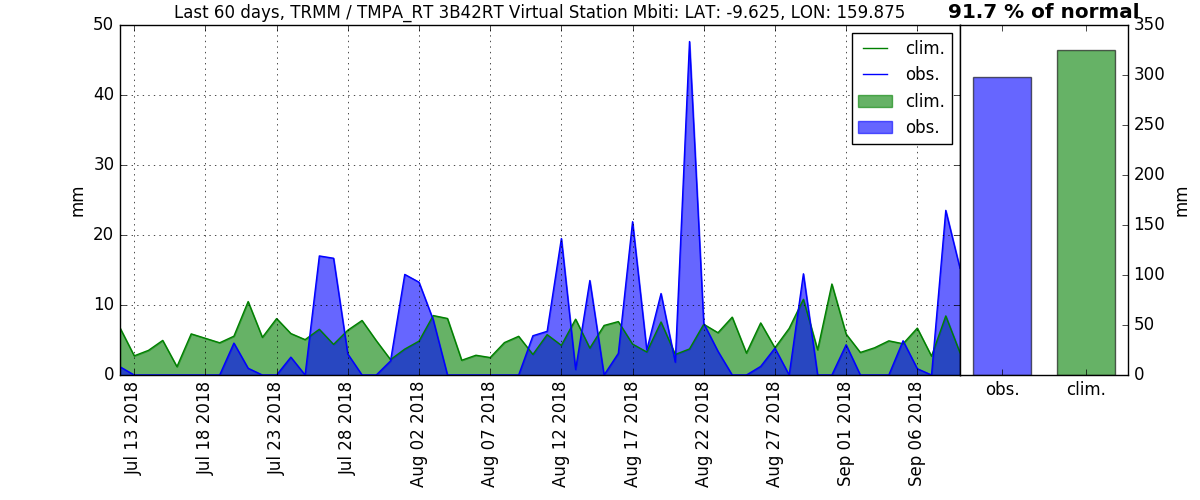 Last 60 days, TRMM / TMPA_RT 3B42RT Virtual Station Mbiti: LAT: -9.625, LON: 159.875
91.7 % of normal
50
40
30
20
10
0
mm
clim.
obs.
clim.
obs.
350
300
250
200
150
100
50
0
mm
obs.
clim.
Jul 13 2018
Jul 18 2018
Jul 23 2018
Jul 28 2018
Aug 02 2018
Aug 07 2018
Aug 12 2018
Aug 17 2018
Aug 22 2018
Aug 27 2018
Sep 01 2018
Sep 06 2018